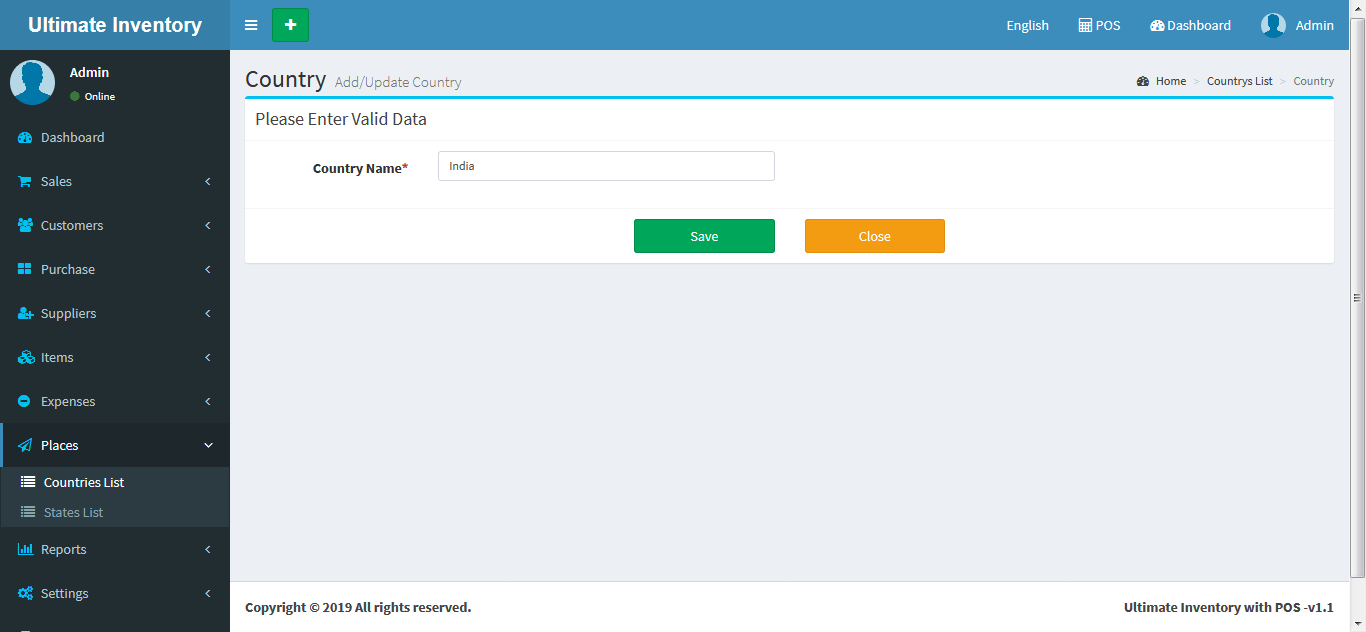 Ultimate Inventory
English POS Dashboard Admin
Admin
Online
Dashboard
Sales
Customers
Purchase
Suppliers
Items
Expenses
Places
Countries List
States List
Reports
Settings
Country Add/Update Country
Home > Countrys List > Country
Please Enter Valid Data
Country Name* India
Save Close
Copyright © 2019 All rights reserved.
Ultimate Inventory with POS -v1.1